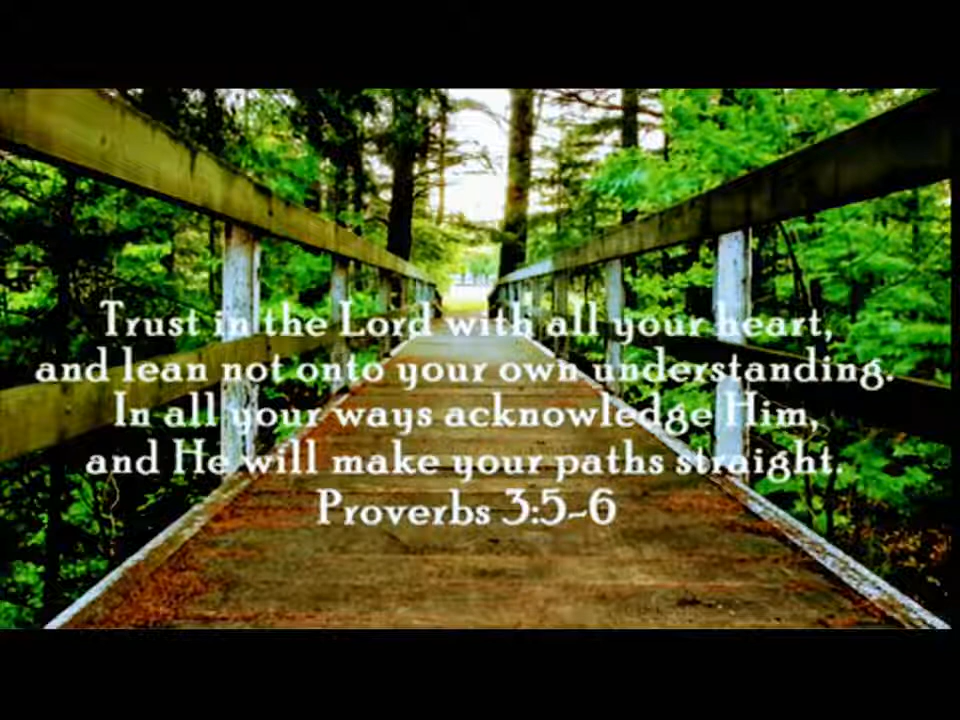 Trust in the Lord with all your heart,
and lean not onto your own understanding.
In all your ways acknowledge Him,
and He will make your paths straight.
Proverbs 3:5-6